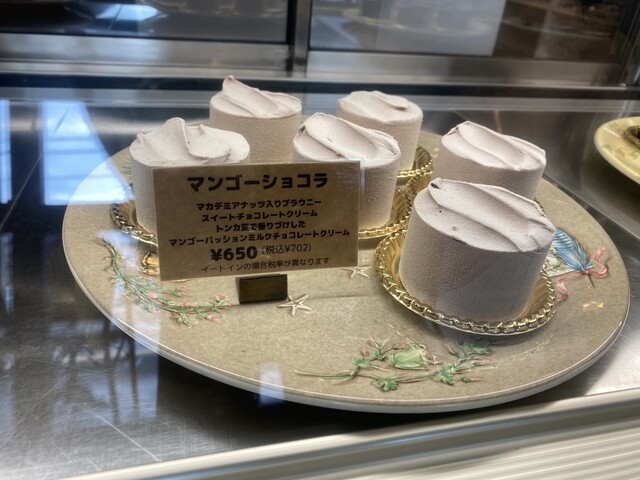 マンゴーショコラ
マカデミアナッツ入りブラウニー
スイートチョコレートクリーム
トンカ豆で香りづけした
マンゴーパッションミルクチョコレートクリーム
¥650(税込¥702)
イートインの場合税率が異なります